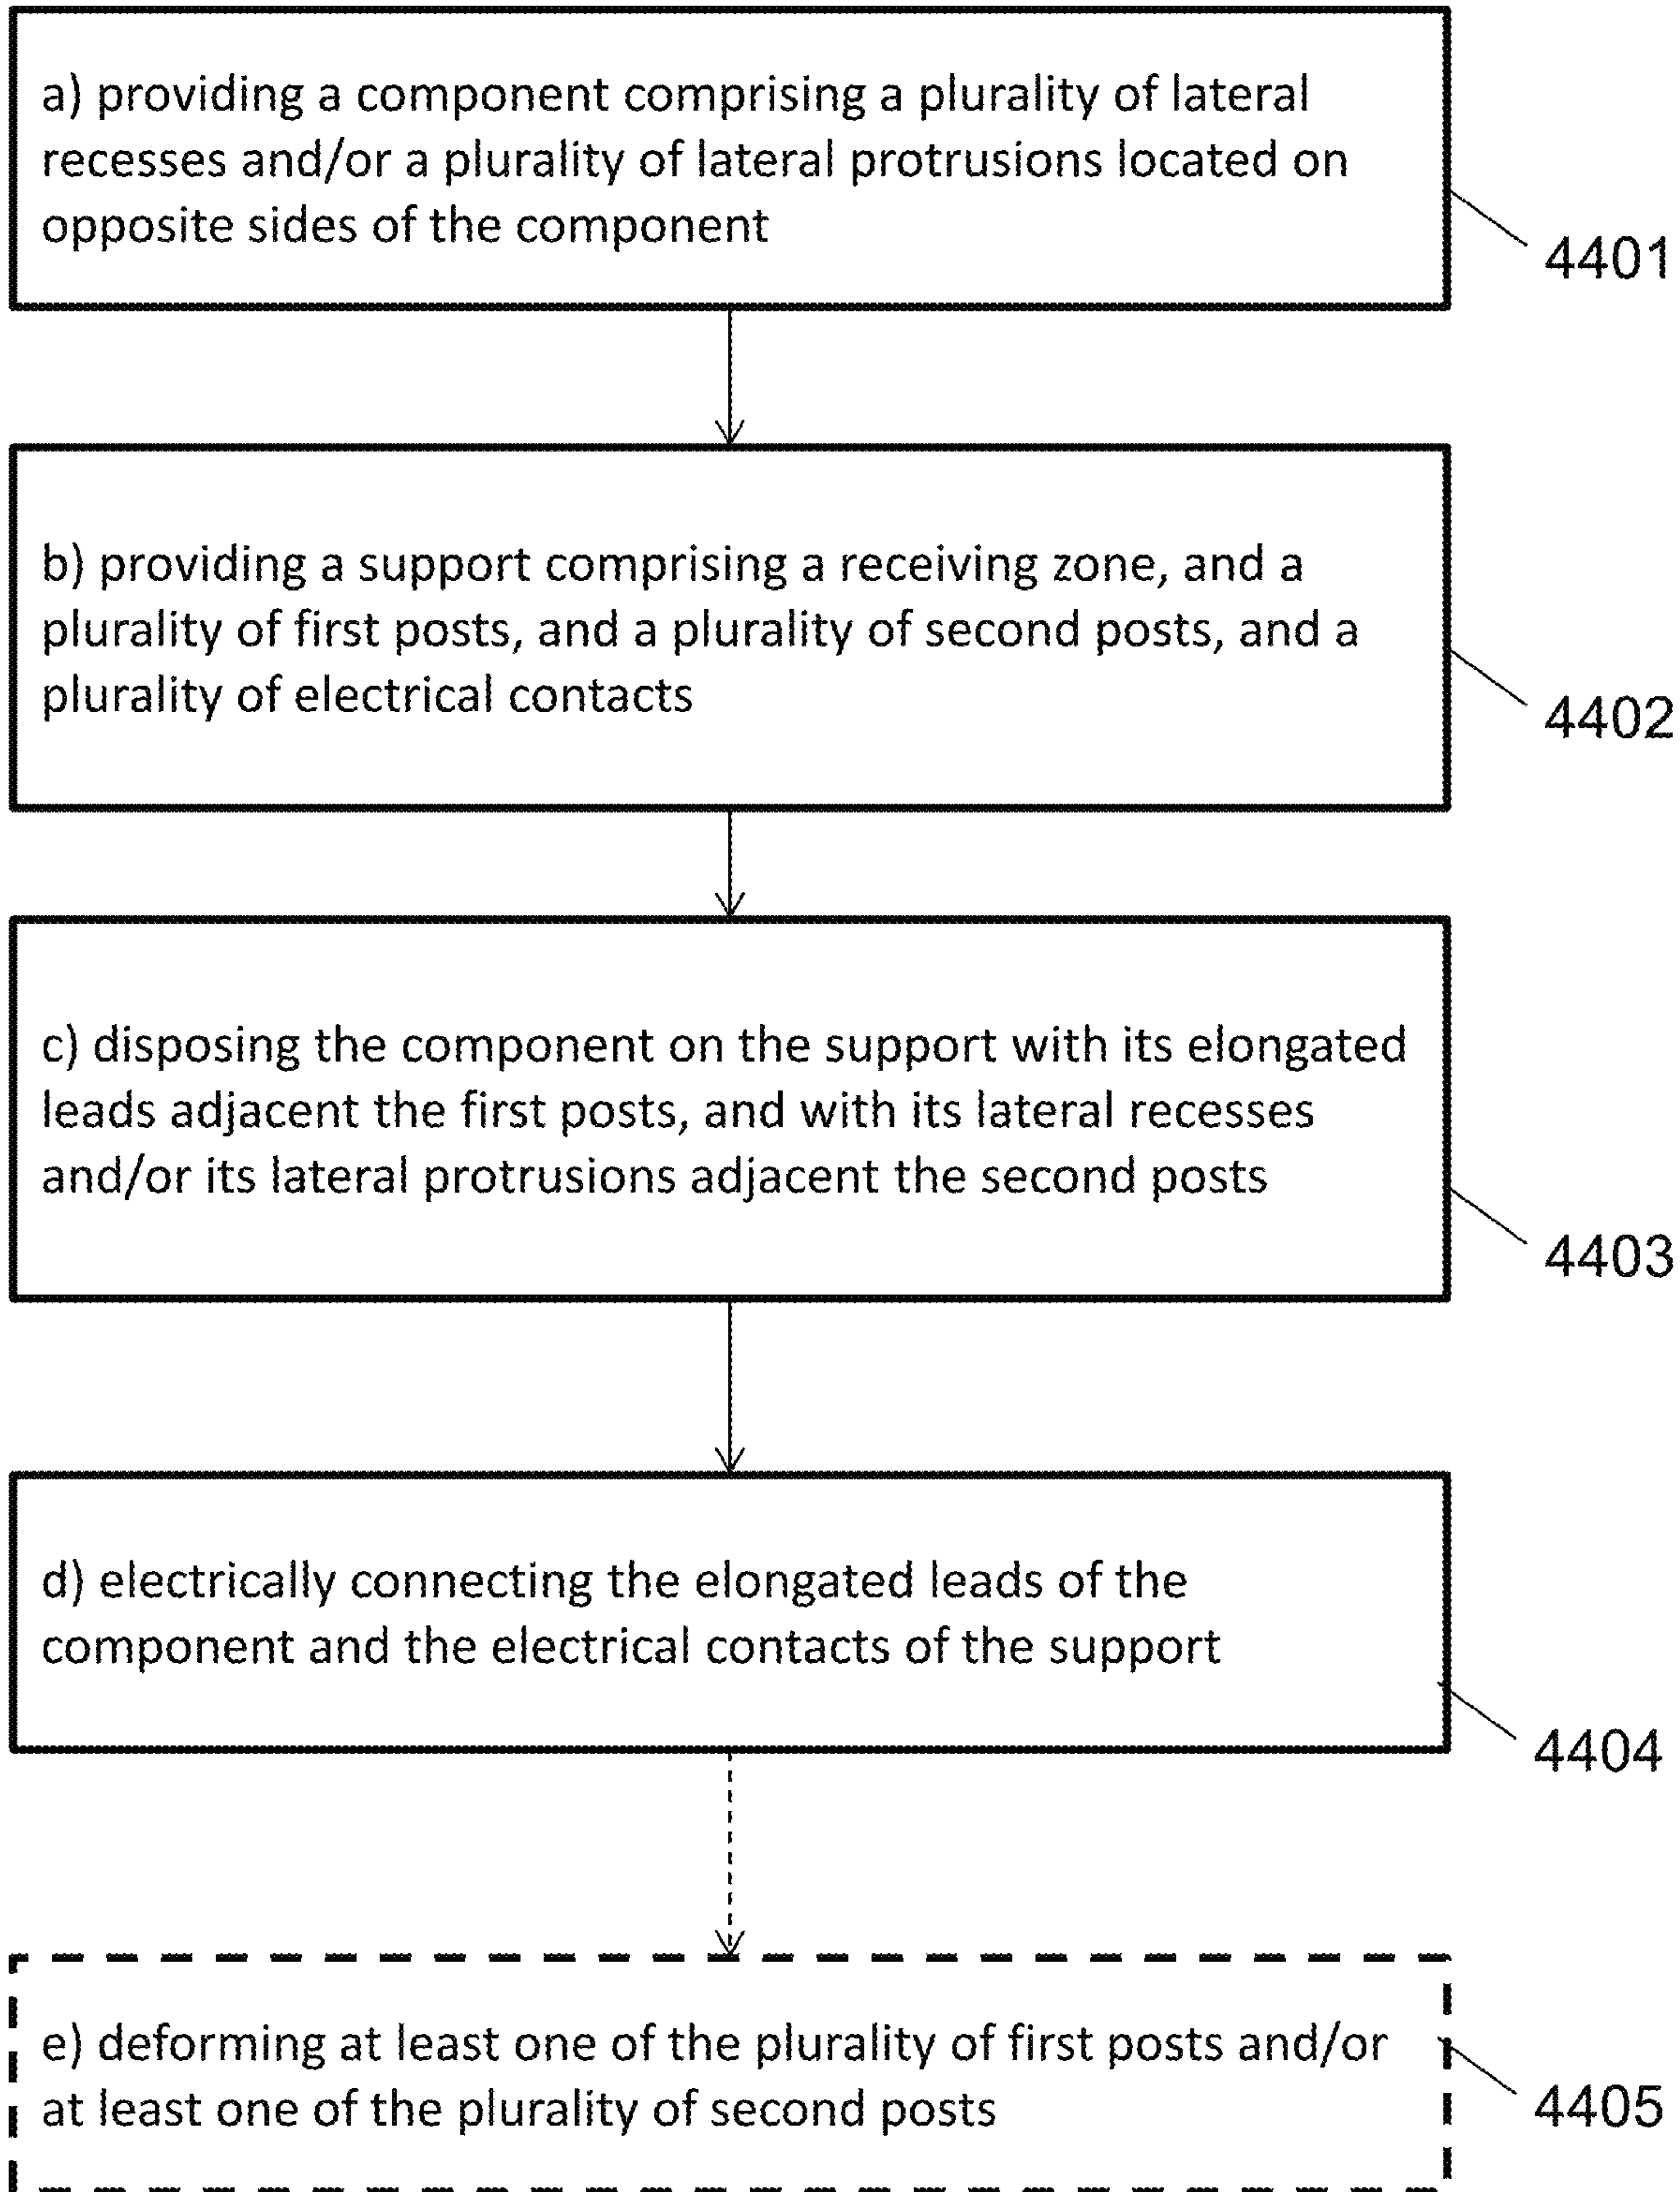 a) providing a component comprising a plurality of lateral
recesses and/or a plurality of lateral protrusions located on
opposite sides of the component
4401
b) providing a support comprising a receiving zone, and a
plurality of first posts, and a plurality of second posts, and a
plurality of electrical contacts
4402
c) disposing the component on the support with its elongated
leads adjacent the first posts, and with its lateral recesses
and/or its lateral protrusions adjacent the second posts
4403
d) electrically connecting the elongated leads of the
component and the electrical contacts of the support
4404
e) deforming at least one of the plurality of first posts and/or
at least one of the plurality of second posts
4405